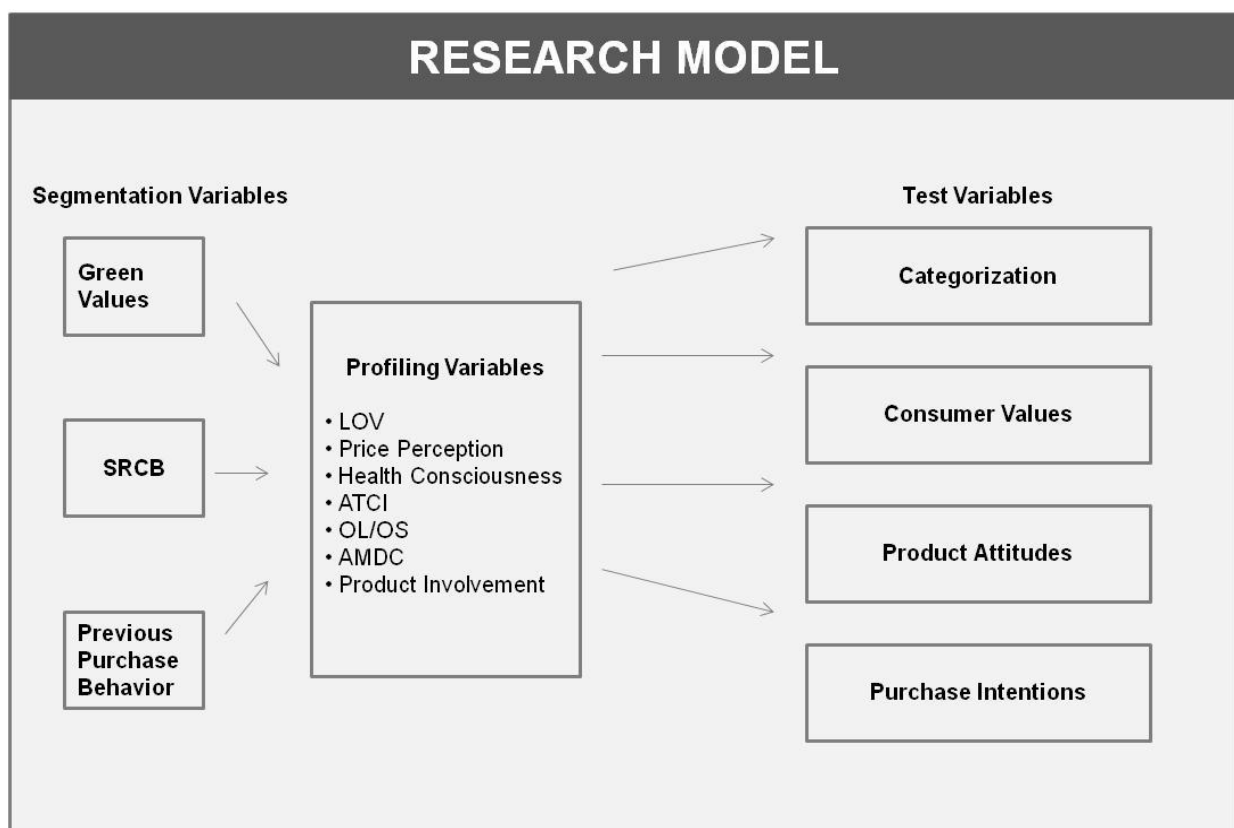 RESEARCH MODEL
Segmentation Variables
Green
Values
SRCB
Previous
Purchase
Behavior
Profiling Variables
• LOV
• Price Perception
• Health Consciousness
• ATCI
• OL/OS
• AMDC
• Product Involvement
Test Variables
Categorization
Consumer Values
Product Attitudes
Purchase Intentions